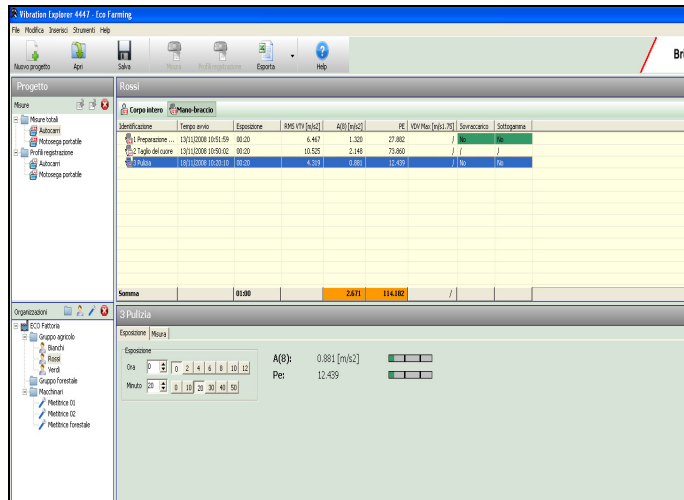 Vibration Explorer 4447 - Eco Farming
File Modifica Inserisci Strumenti Help
Nuovo progetto Apri Salva Misure Profili registrazione Esporta Help
Progetto
Misure
Misure totali
Autocarri
Motosega portatile
Profili registrazione
Autocarri
Motosega portatile
Organizzazioni
ECO Fattoria
Gruppo agricolo
Bianchi
Rossi
Verdi
Gruppo forestale
Macchinari
Mietitrice 01
Mietitrice 02
Mietitrice forestale
Rossi
Corpo intero Mano-braccio
Identificazione Tempo avvio Esposizione RMS VTV [m/s2] A(8) [m/s2] PE VDV Max [m/s1.75] Sovraccarico Sottogamma
1 Preparazione ... 13/11/2008 10:51:59 00:20 6.467 1.320 27.882 / No No
2 Taglio del cuore 13/11/2008 10:50:02 00:20 10.525 2.148 73.860 / / /
3 Pulizia 18/11/2008 10:20:10 00:20 4.319 0.881 12.439 / No No
Somma 01:00 2.671 114.182 /
3 Pulizia
Esposizione Misura
Esposizione
Ora 0 0 2 4 6 8 10 12
Minuto 20 0 10 20 30 40 50
A(8): 0.881 [m/s2]
Pe: 12.439